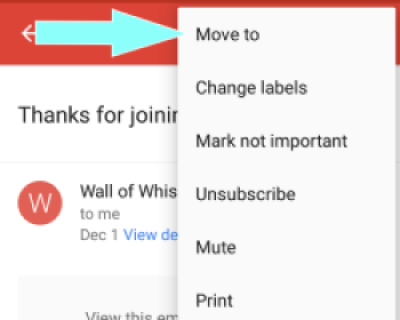 Move to
Change labels
Thanks for joinin
Mark not important
W
Wall of Whis
Unsubscribe
to me
Dec 1 View de
Mute
Print
View this em